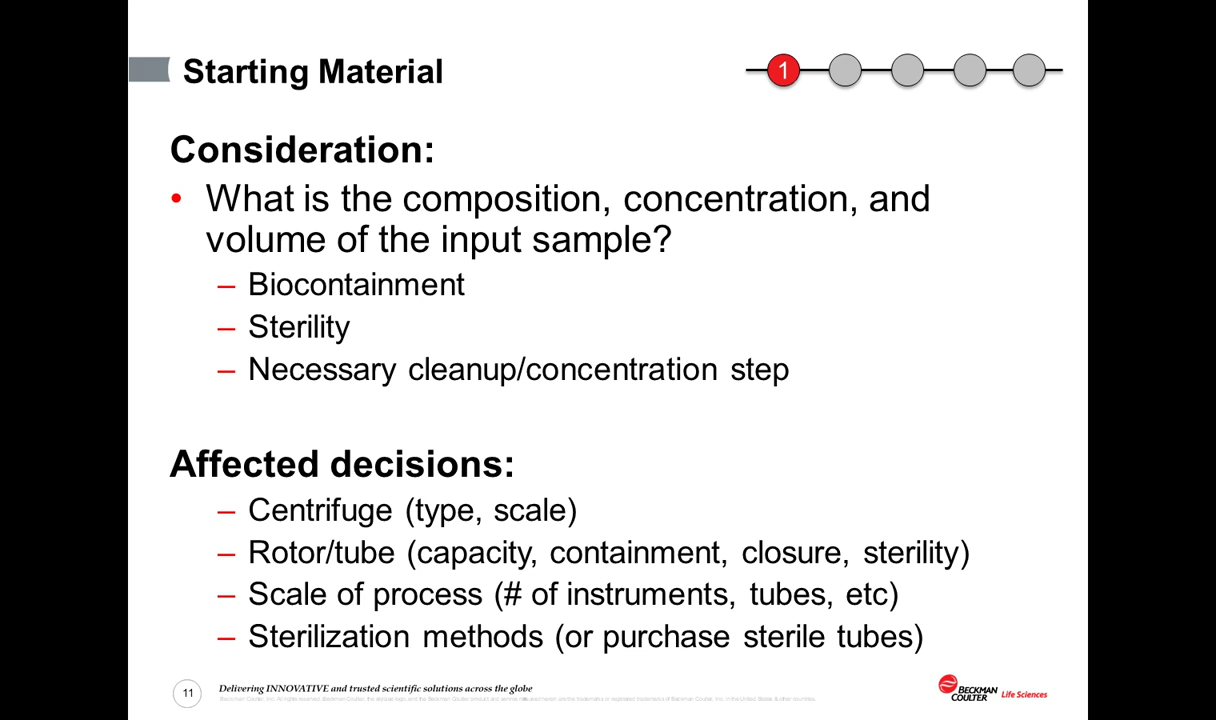 Starting Material
1
Consideration:
• What is the composition, concentration, and
volume of the input sample?
– Biocontainment
– Sterility
– Necessary cleanup/concentration step
Affected decisions:
– Centrifuge (type, scale)
– Rotor/tube (capacity, containment, closure, sterility)
– Scale of process (# of instruments, tubes, etc)
– Sterilization methods (or purchase sterile tubes)
11
Delivering INNOVATIVE and trusted scientific solutions across the globe
BECKMAN
COULTER Life Sciences